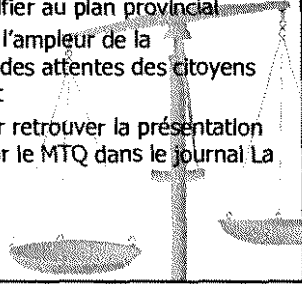 ifier au plan provincial
l'ampleur de la
des attentes des citoyens
r retrouver la présentation
r le MTQ dans le journal La